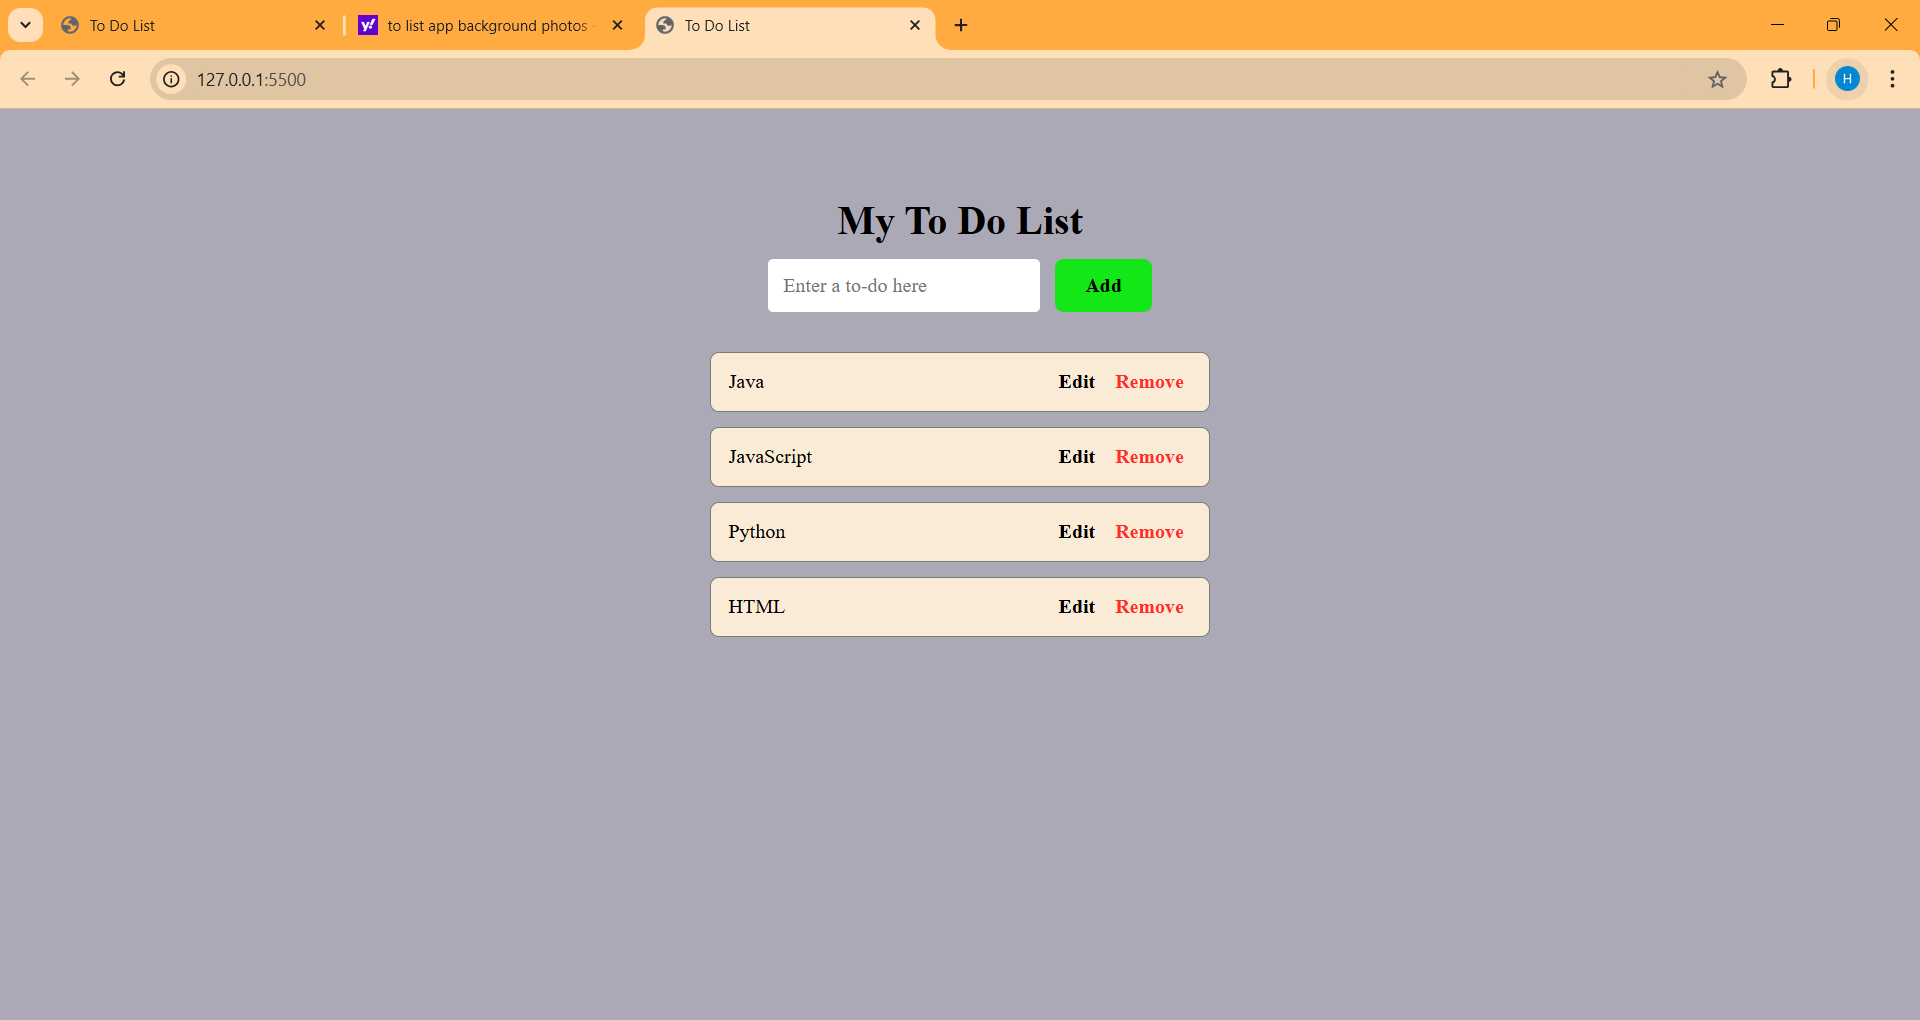 To Do List
y! to list app background photos
To Do List
127.0.0.1:5500
H
My To Do List
Enter a to-do here Add
Java Edit Remove
JavaScript Edit Remove
Python Edit Remove
HTML Edit Remove